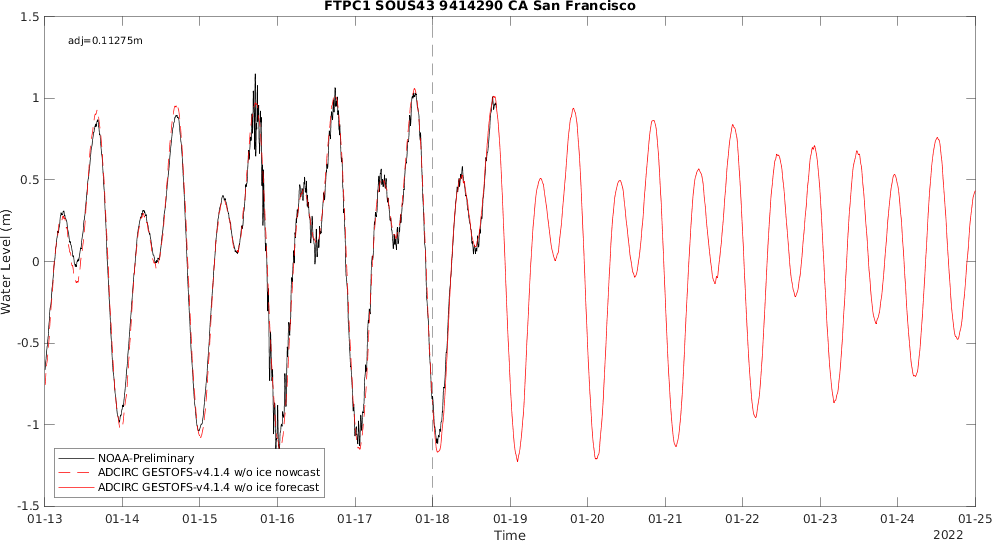 FTPC1 SOUS43 9414290 CA San Francisco
adj=0.11275m
1.5
1
0.5
0
-0.5
-1
-1.5
Water Level (m)
NOAA-Preliminary
ADCIRC GESTOFS-v4.1.4 w/o ice nowcast
ADCIRC GESTOFS-v4.1.4 w/o ice forecast
01-13 01-14 01-15 01-16 01-17 01-18 01-19 01-20 01-21 01-22 01-23 01-24 01-25
Time
2022